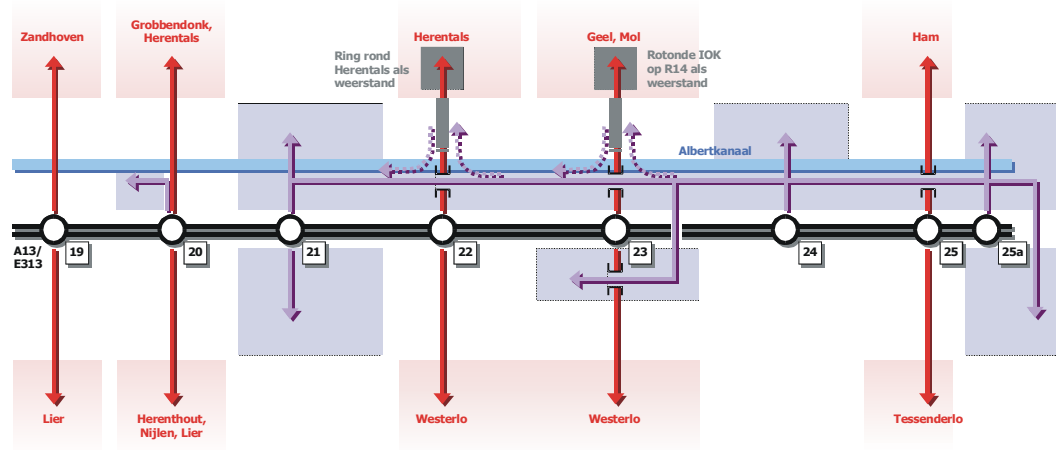 Zandhoven
Grobbendonk,
Herentals
Herentals
Geel, Mol
Ham
Ring rond
Herentals als
weerstand
Rotonde IOK
op R14 als
weerstand
Albertkanaal
A13/
E313
19
20
21
22
23
24
25
25a
Lier
Herenthout,
Nijlen, Lier
Westerlo
Westerlo
Tessenderlo